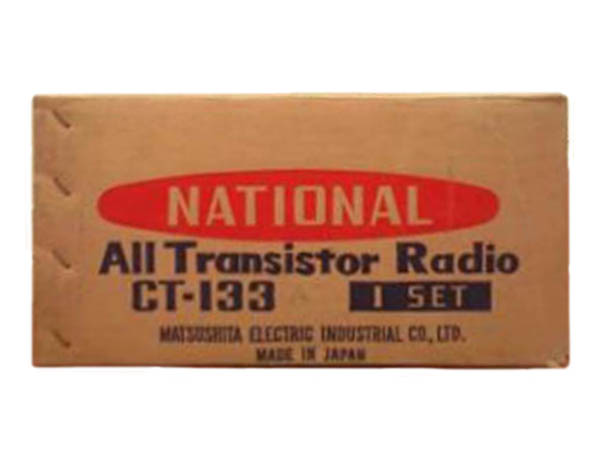 NATIONAL
All Transistor Radio
CT-133 1 SET
MATSUSHITA ELECTRIC INDUSTRIAL CO., LTD.
MADE IN JAPAN